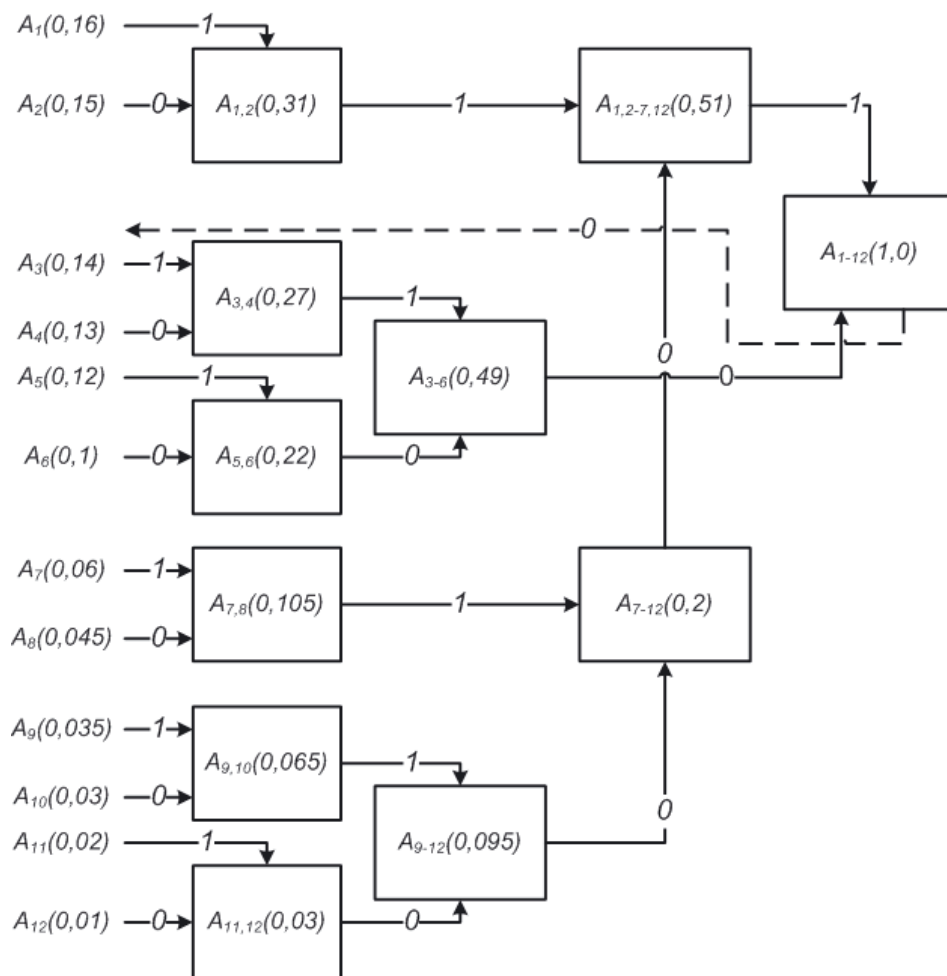 A1(0,16) 1
A2(0,15) 0 A1,2(0,31) 1 A1,2-7,12(0,51) 1
0
A3(0,14) 1 A1-12(1,0)
A3,4(0,27) 1
A4(0,13) 0
0
A5(0,12) 1 A3-6(0,49) 0
A6(0,1) 0 A5,6(0,22) 0
A7(0,06) 1
A7,8(0,105) 1 A7-12(0,2)
A8(0,045) 0
A9(0,035) 1
A9,10(0,065) 1
A10(0,03) 0
0
A11(0,02) 1 A9-12(0,095)
A12(0,01) 0 A11,12(0,03) 0